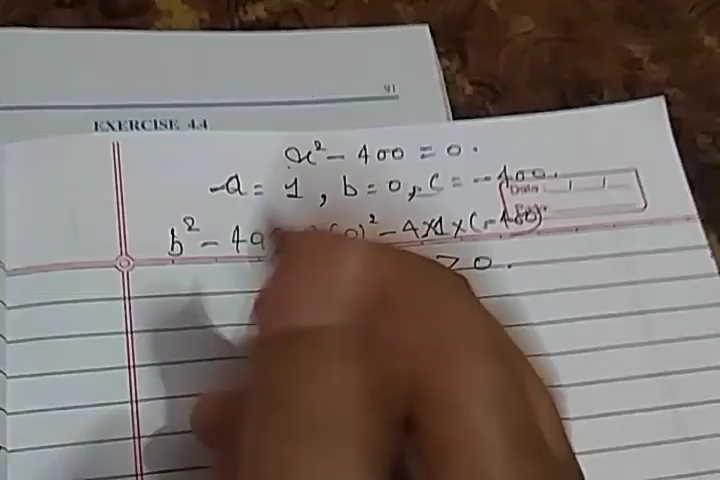 91
EXERCISE 4.4
x² - 400 = 0.
a = 1, b = 0, c = -400.
Date
b² - 4a (0)² - 4×1×(-400)
> 0.